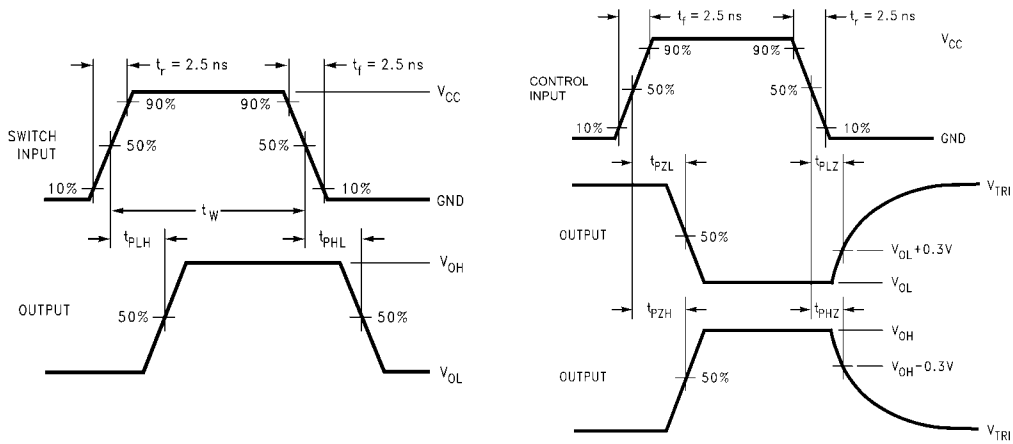 t_r = 2.5 ns
t_f = 2.5 ns
V_CC
90%
90%
SWITCH
INPUT
50%
50%
10%
10%
GND
t_W
t_PLH
t_PHL
V_OH
OUTPUT
50%
50%
V_OL
t_f = 2.5 ns
t_r = 2.5 ns
V_CC
90%
90%
CONTROL
INPUT
50%
50%
10%
10%
GND
t_PZL
t_PLZ
V_TRI
OUTPUT
50%
V_OL+0.3V
V_OL
t_PZH
t_PHZ
V_OH
V_OH−0.3V
OUTPUT
50%
V_TRI